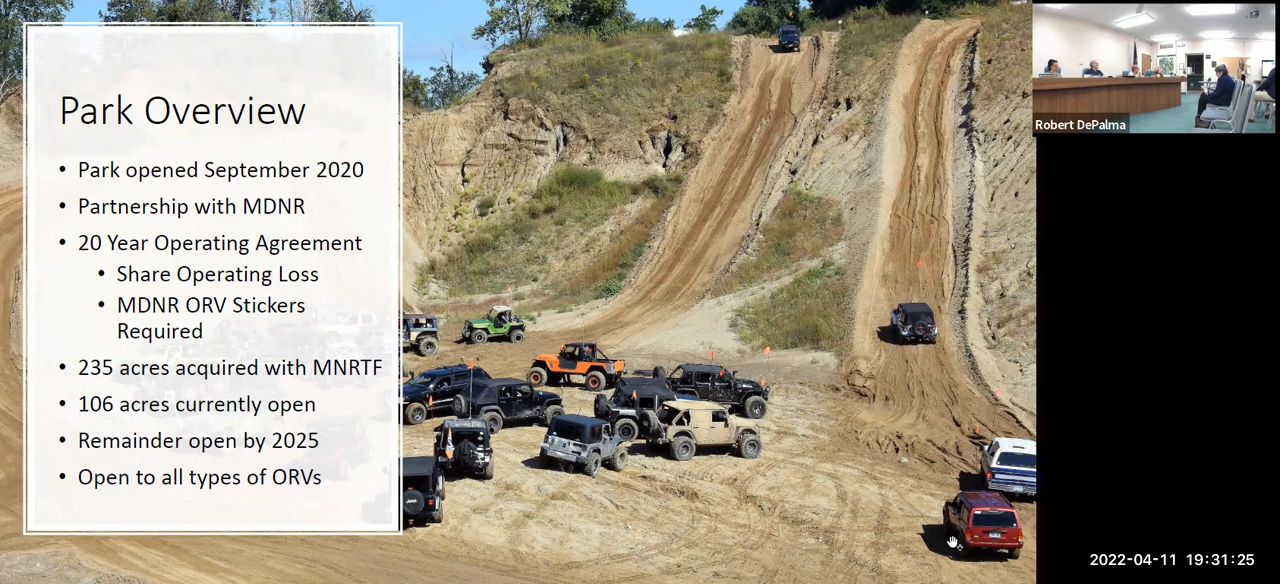 Park Overview
• Park opened September 2020
• Partnership with MDNR
• 20 Year Operating Agreement
• Share Operating Loss
• MDNR ORV Stickers
Required
• 235 acres acquired with MNRTF
• 106 acres currently open
• Remainder open by 2025
• Open to all types of ORVs
Robert DePalma
2022-04-11 19:31:25